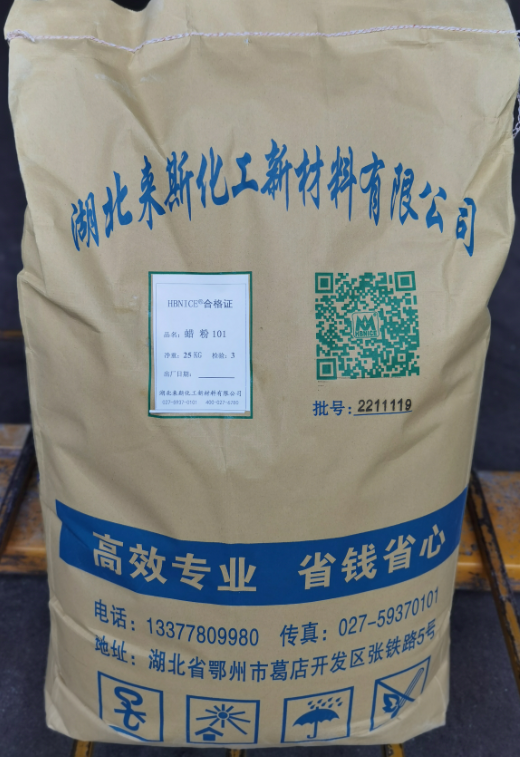 湖北来斯化工新材料有限公司
HBNICE®合格证
品名：蜡粉101
净重：25KG 检验：3
出厂日期：
湖北来斯化工新材料有限公司
HBNICE
批号：2211119
高效专业 省钱省心
电话：13377809980 传真：027-59370101
地址：湖北省鄂州市葛店开发区张铁路5号